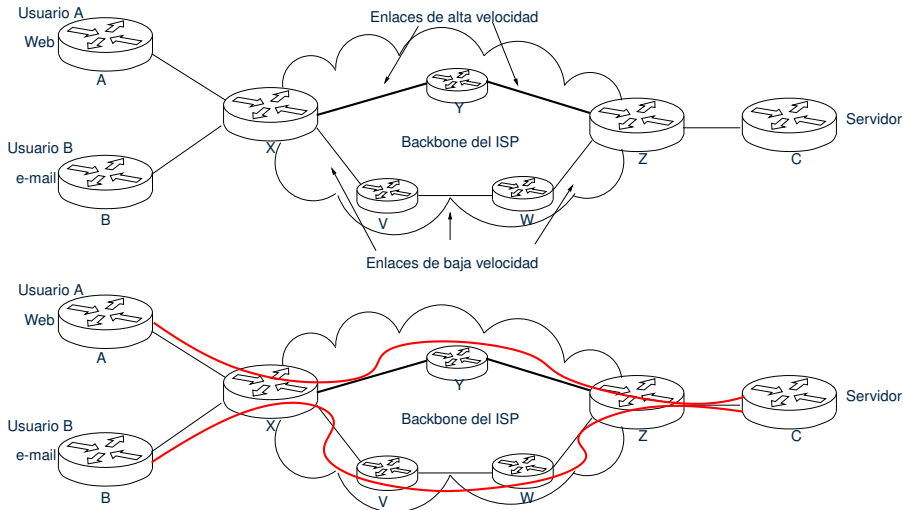 Usuario A
Enlaces de alta velocidad
Web
A
Y
Servidor
X
Backbone del ISP
Z
C
Usuario B
e-mail
B
V
W
Enlaces de baja velocidad
Usuario A
Web
A
Y
Servidor
X
Backbone del ISP
Z
C
Usuario B
e-mail
B
V
W